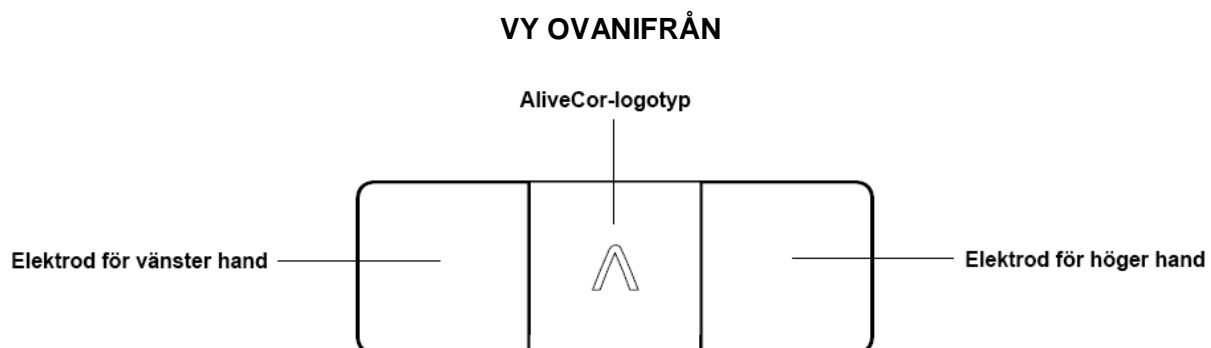 VY OVANIFRÅN
AliveCor-logotyp
Elektrod för vänster hand
Elektrod för höger hand